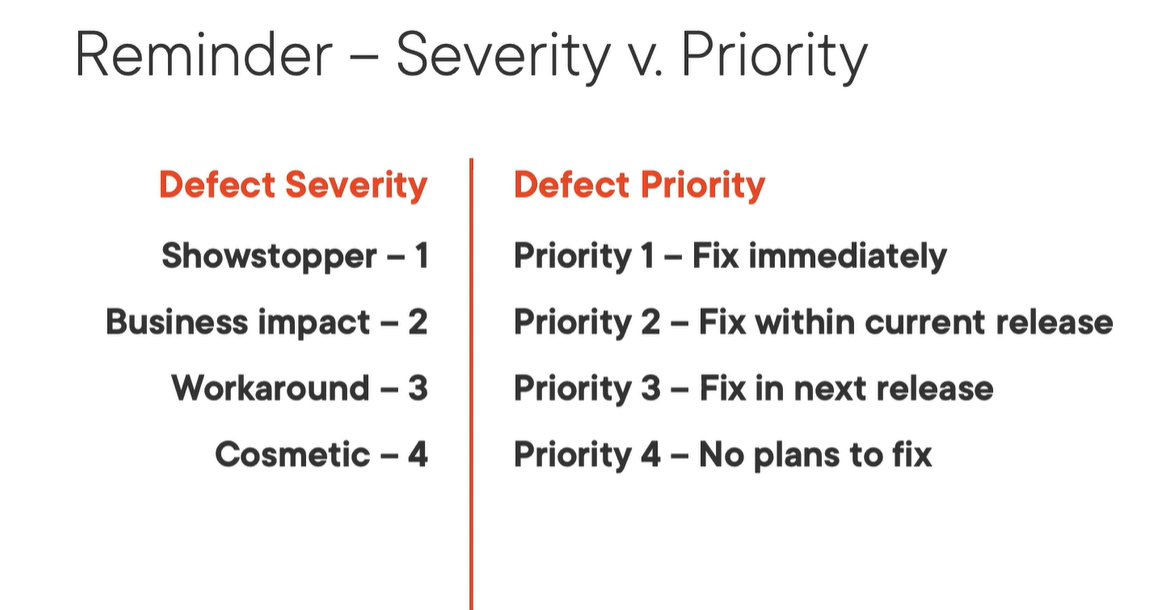 Reminder – Severity v. Priority
Defect Severity
Showstopper – 1
Business impact – 2
Workaround – 3
Cosmetic – 4
Defect Priority
Priority 1 – Fix immediately
Priority 2 – Fix within current release
Priority 3 – Fix in next release
Priority 4 – No plans to fix